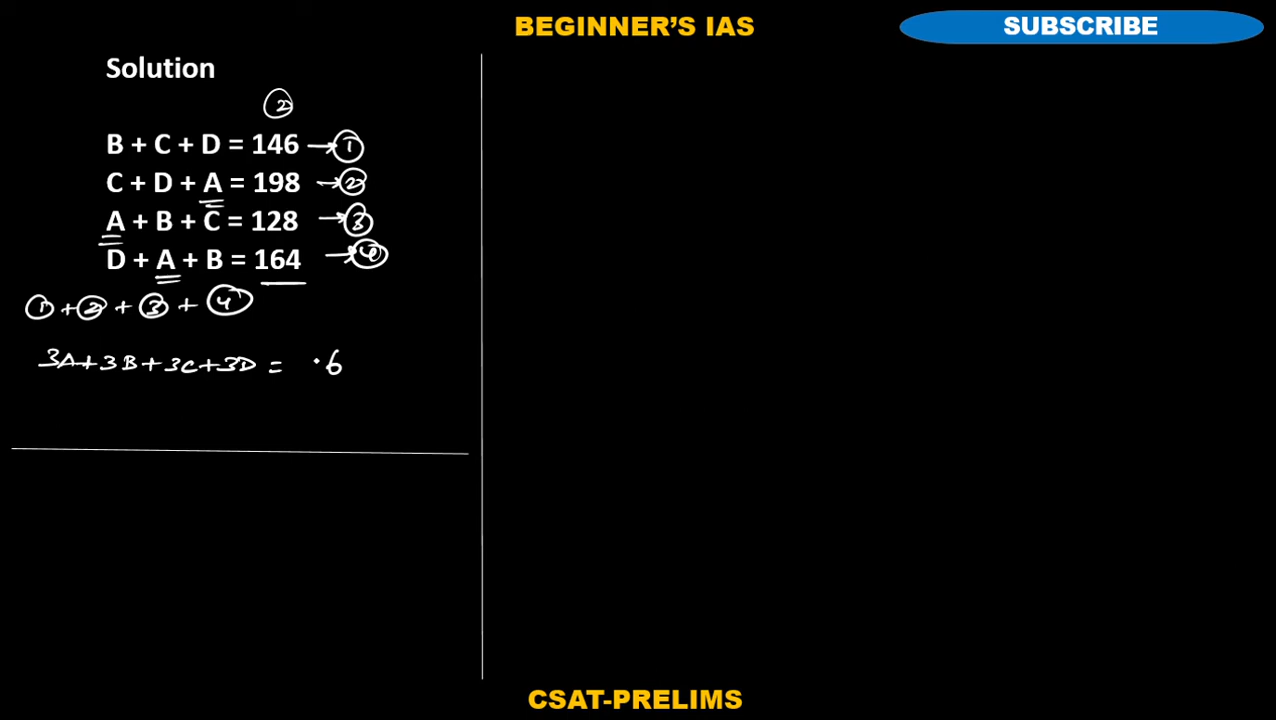 BEGINNER'S IAS
SUBSCRIBE
Solution
2
B + C + D = 146 → 1
C + D + A = 198 → 2
A + B + C = 128 → 3
D + A + B = 164 → 4
1 + 2 + 3 + 4
3A + 3B + 3C + 3D = 6
CSAT-PRELIMS